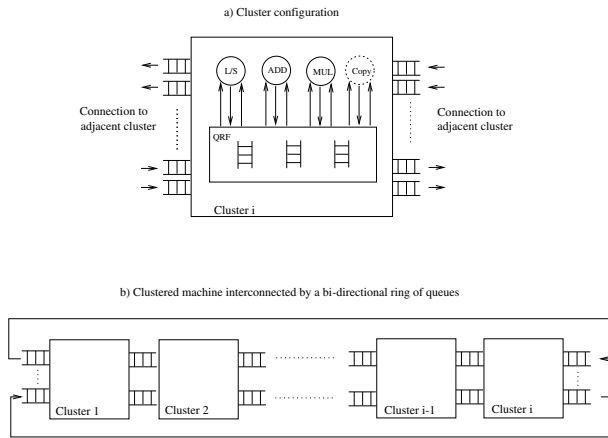 a) Cluster configuration
L/S
ADD
MUL
Copy
Connection to
adjacent cluster
Connection to
adjacent cluster
QRF
Cluster i
b) Clustered machine interconnected by a bi-directional ring of queues
Cluster 1
Cluster 2
Cluster i-1
Cluster i